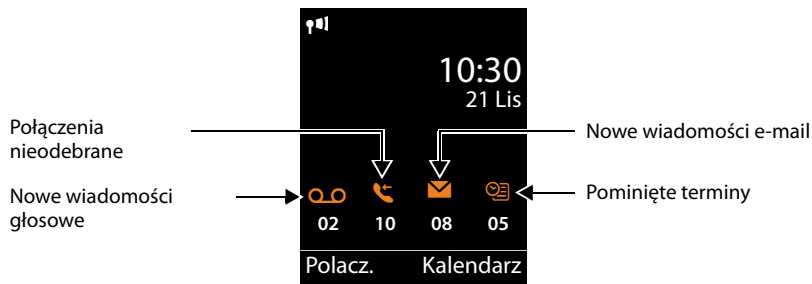 10:30
21 Lis
Połączenia
nieodebrane
Nowe wiadomości e-mail
Nowe wiadomości
głosowe
Pominięte terminy
02 10 08 05
Polacz. Kalendarz